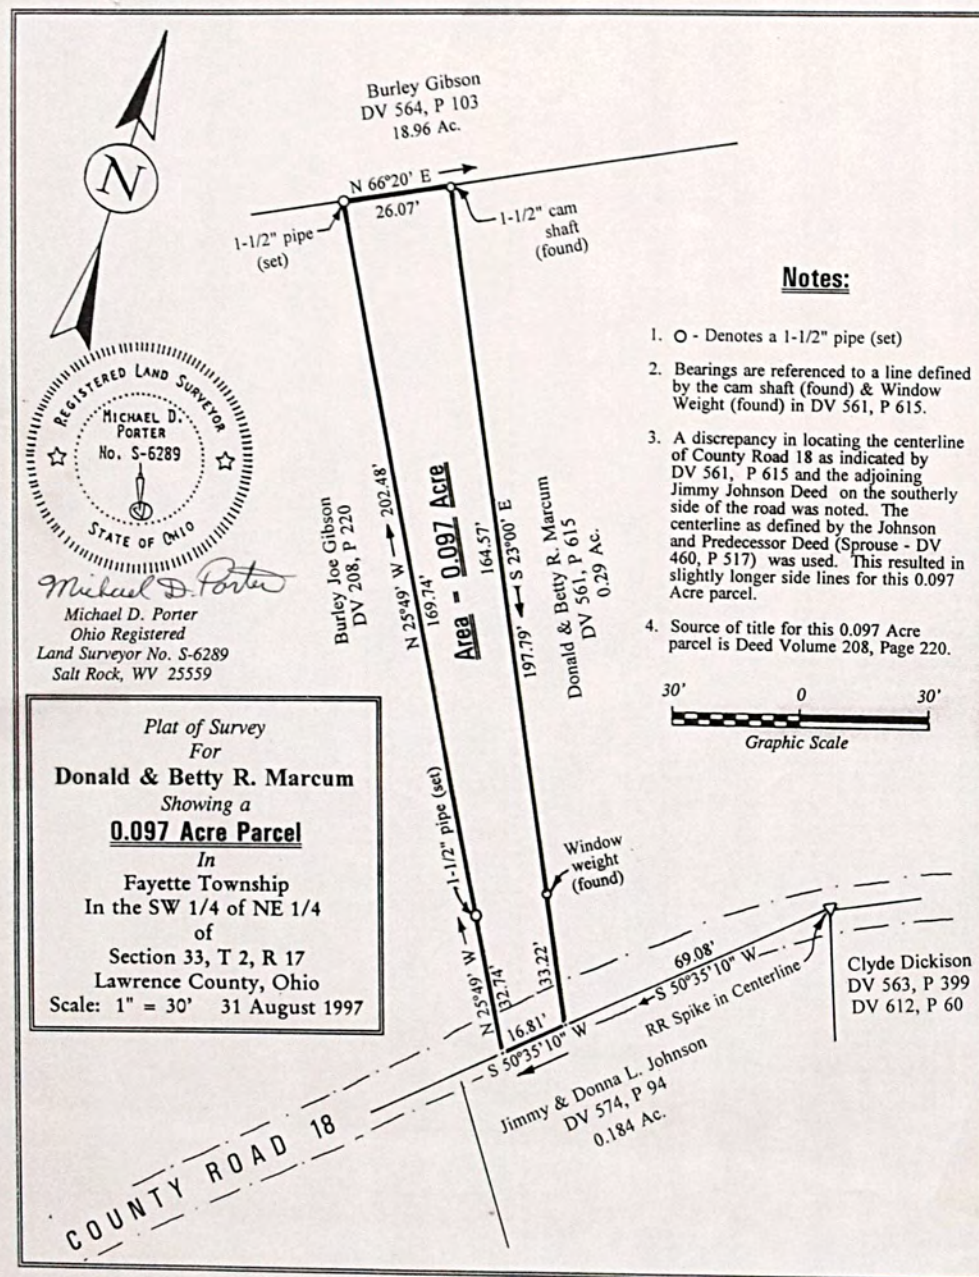 Burley Gibson
DV 564, P 103
18.96 Ac.
N
N 66°20' E
26.07'
1-1/2" pipe
(set)
1-1/2" cam
shaft
(found)
REGISTERED LAND SURVEYOR
MICHAEL D.
PORTER
No. S-6289
STATE OF OHIO
Michael D. Porter
Michael D. Porter
Ohio Registered
Land Surveyor No. S-6289
Salt Rock, WV 25559
Notes:
1. O - Denotes a 1-1/2" pipe (set)
2. Bearings are referenced to a line defined
by the cam shaft (found) & Window
Weight (found) in DV 561, P 615.
3. A discrepancy in locating the centerline
of County Road 18 as indicated by
DV 561, P 615 and the adjoining
Jimmy Johnson Deed on the southerly
side of the road was noted. The
centerline as defined by the Johnson
and Predecessor Deed (Sprouse - DV
460, P 517) was used. This resulted in
slightly longer side lines for this 0.097
Acre parcel.
4. Source of title for this 0.097 Acre
parcel is Deed Volume 208, Page 220.
30' 0 30'
Graphic Scale
Burley Joe Gibson
DV 208, P 220
N 25°49' W 202.48'
169.74'
Area = 0.097 Acre
164.57'
197.79' S 23°00' E
Donald & Betty R. Marcum
DV 561, P 615
0.29 Ac.
Plat of Survey
For
Donald & Betty R. Marcum
Showing a
0.097 Acre Parcel
In
Fayette Township
In the SW 1/4 of NE 1/4
of
Section 33, T 2, R 17
Lawrence County, Ohio
Scale: 1" = 30' 31 August 1997
1-1/2" pipe (set)
Window
weight
(found)
N 25°49' W
32.74'
33.22'
16.81'
S 50°35'10" W
69.08'
S 50°35'10" W
RR Spike in Centerline
Clyde Dickison
DV 563, P 399
DV 612, P 60
Jimmy & Donna L. Johnson
DV 574, P 94
0.184 Ac.
COUNTY ROAD 18